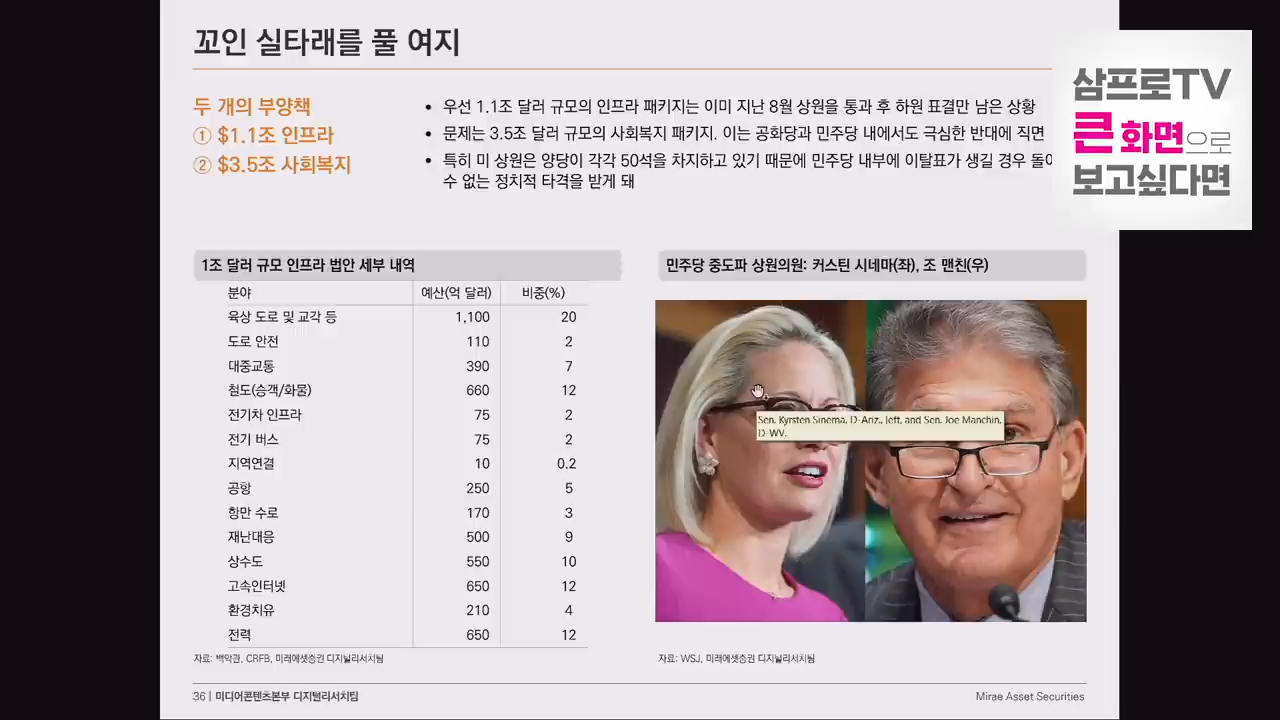 꼬인 실타래를 풀 여지
삼프로TV
큰 화면으로
보고싶다면
두 개의 부양책
① $1.1조 인프라
② $3.5조 사회복지
• 우선 1.1조 달러 규모의 인프라 패키지는 이미 지난 8월 상원을 통과 후 하원 표결만 남은 상황
• 문제는 3.5조 달러 규모의 사회복지 패키지. 이는 공화당과 민주당 내에서도 극심한 반대에 직면
• 특히 미 상원은 양당이 각각 50석을 차지하고 있기 때문에 민주당 내부에 이탈표가 생길 경우
수 없는 정치적 타격을 받게 돼
1조 달러 규모 인프라 법안 세부 내역
분야 예산(억 달러) 비중(%)
육상 도로 및 교각 등 1,100 20
도로 안전 110 2
대중교통 390 7
철도(승객/화물) 660 12
전기차 인프라 75 2
전기 버스 75 2
지역연결 10 0.2
공항 250 5
항만 수로 170 3
재난대응 500 9
상수도 550 10
고속인터넷 650 12
환경치유 210 4
전력 650 12
자료: 백악관, CRFB, 미래에셋증권 디지털리서치팀
민주당 중도파 상원의원: 커스틴 시네마(좌), 조 맨친(우)
Sen. Kyrsten Sinema, D-Ariz., left, and Sen. Joe Manchin,
D-WV.
자료: WSJ, 미래에셋증권 디지털리서치팀
36 | 미디어콘텐츠본부 디지털리서치팀
Mirae Asset Securities